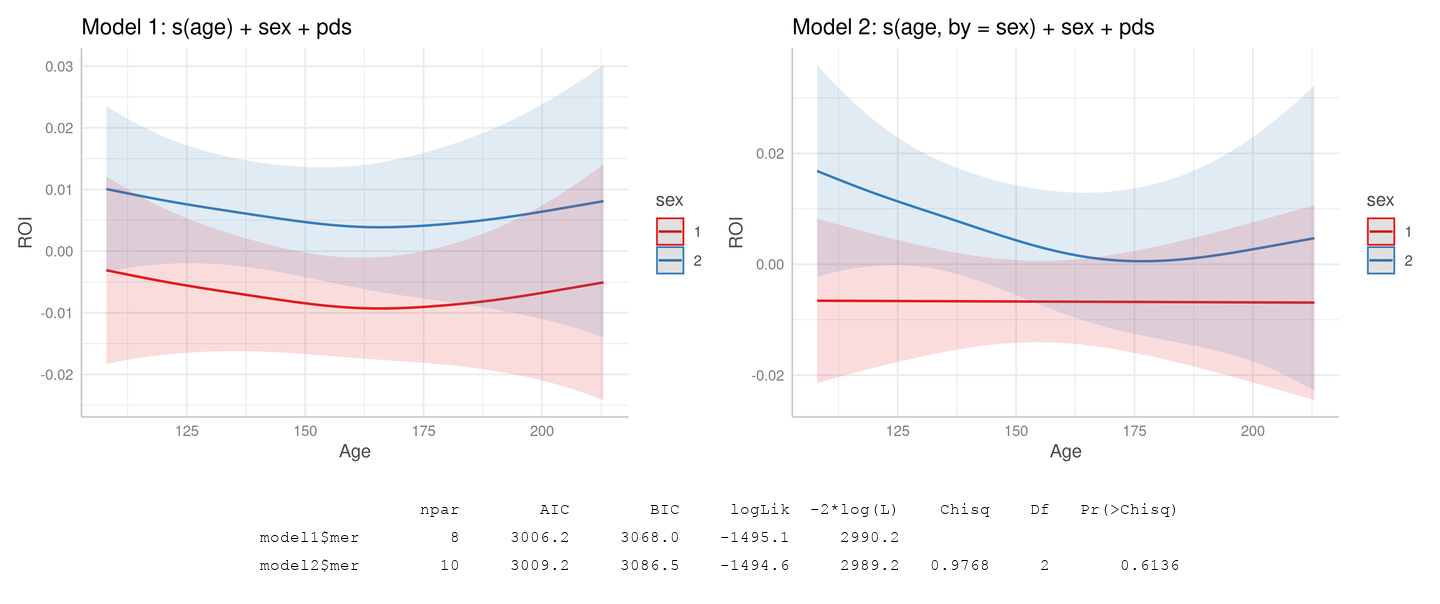 Model 1: s(age) + sex + pds
0.03
0.02
0.01
0.00
-0.01
-0.02
ROI
125 150 175 200
Age
sex
1
2
Model 2: s(age, by = sex) + sex + pds
0.02
0.00
-0.02
ROI
125 150 175 200
Age
sex
1
2
npar AIC BIC logLik -2*log(L) Chisq Df Pr(>Chisq)
model1$mer 8 3006.2 3068.0 -1495.1 2990.2
model2$mer 10 3009.2 3086.5 -1494.6 2989.2 0.9768 2 0.6136